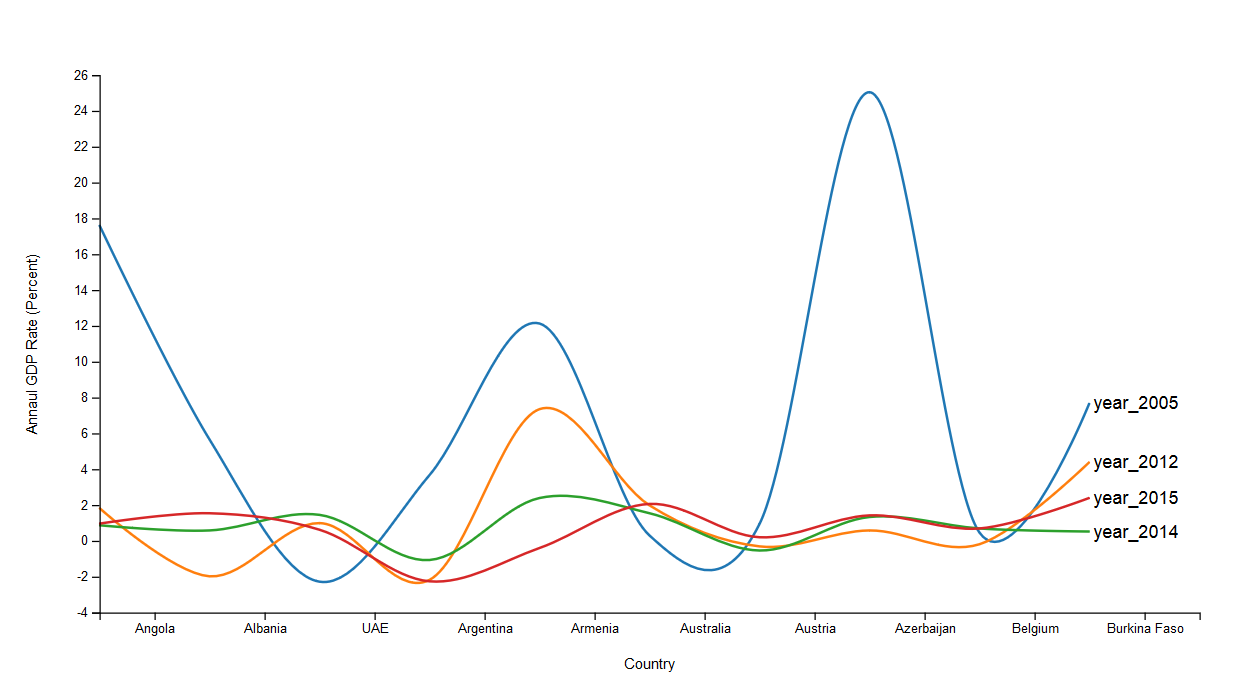 26
24
22
20
18
16
14
12
10
8
6
4
2
0
-2
-4
Annaul GDP Rate (Percent)
year_2005
year_2012
year_2015
year_2014
Angola Albania UAE Argentina Armenia Australia Austria Azerbaijan Belgium Burkina Faso
Country